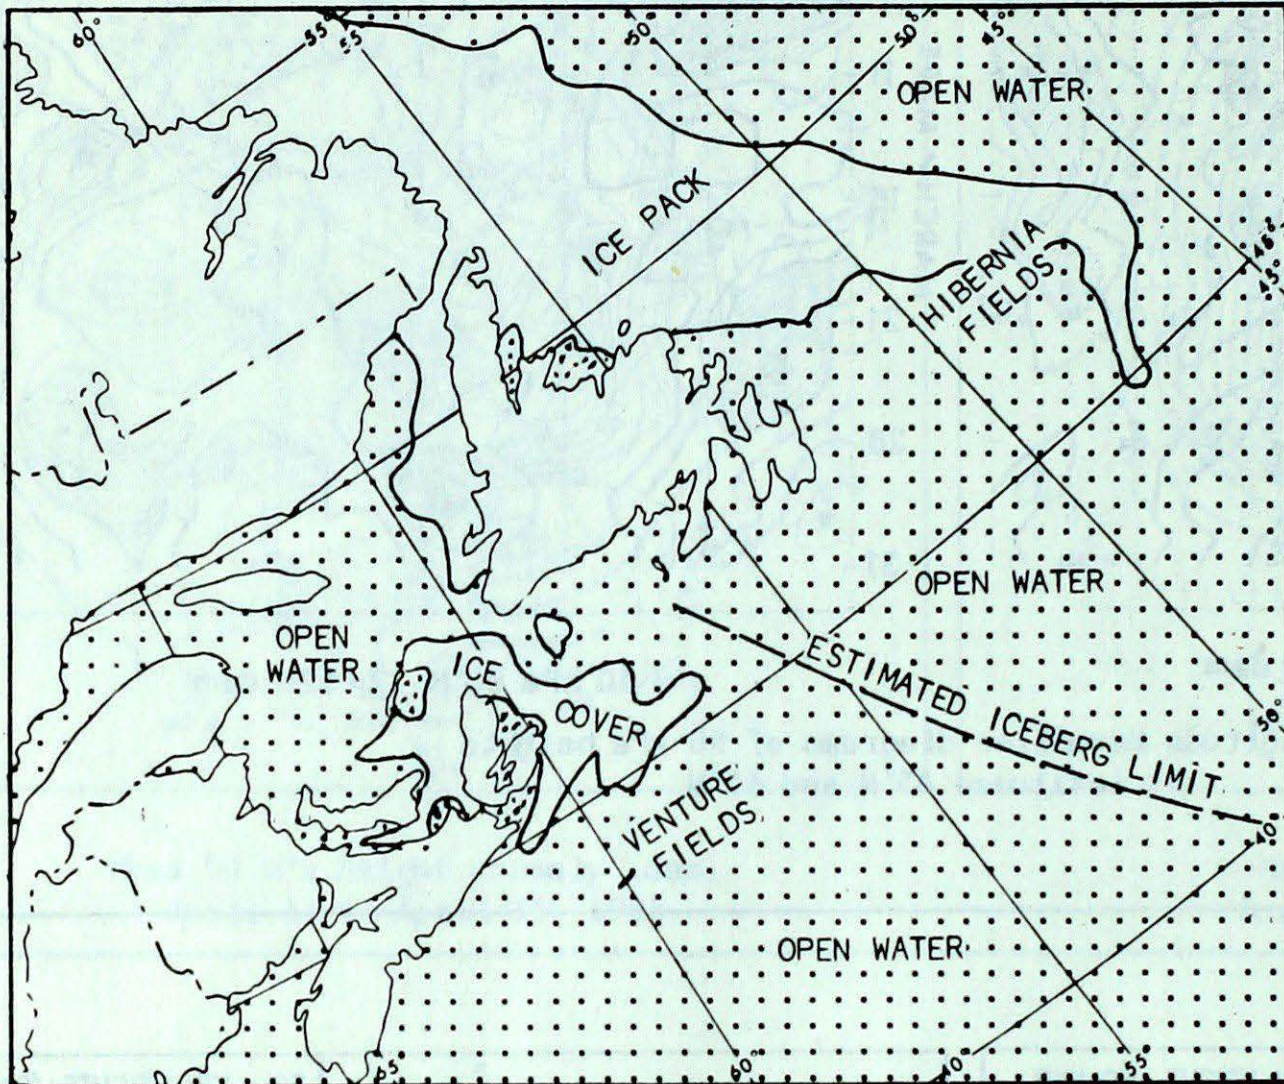 60°
55°
55
50°
50°
45°
OPEN WATER
ICE PACK
HIBERNIA
FIELDS
45°
OPEN WATER
OPEN
WATER
ICE
COVER
ESTIMATED ICEBERG LIMIT
50°
VENTURE
FIELDS
40
OPEN WATER
65
60°
40°
55